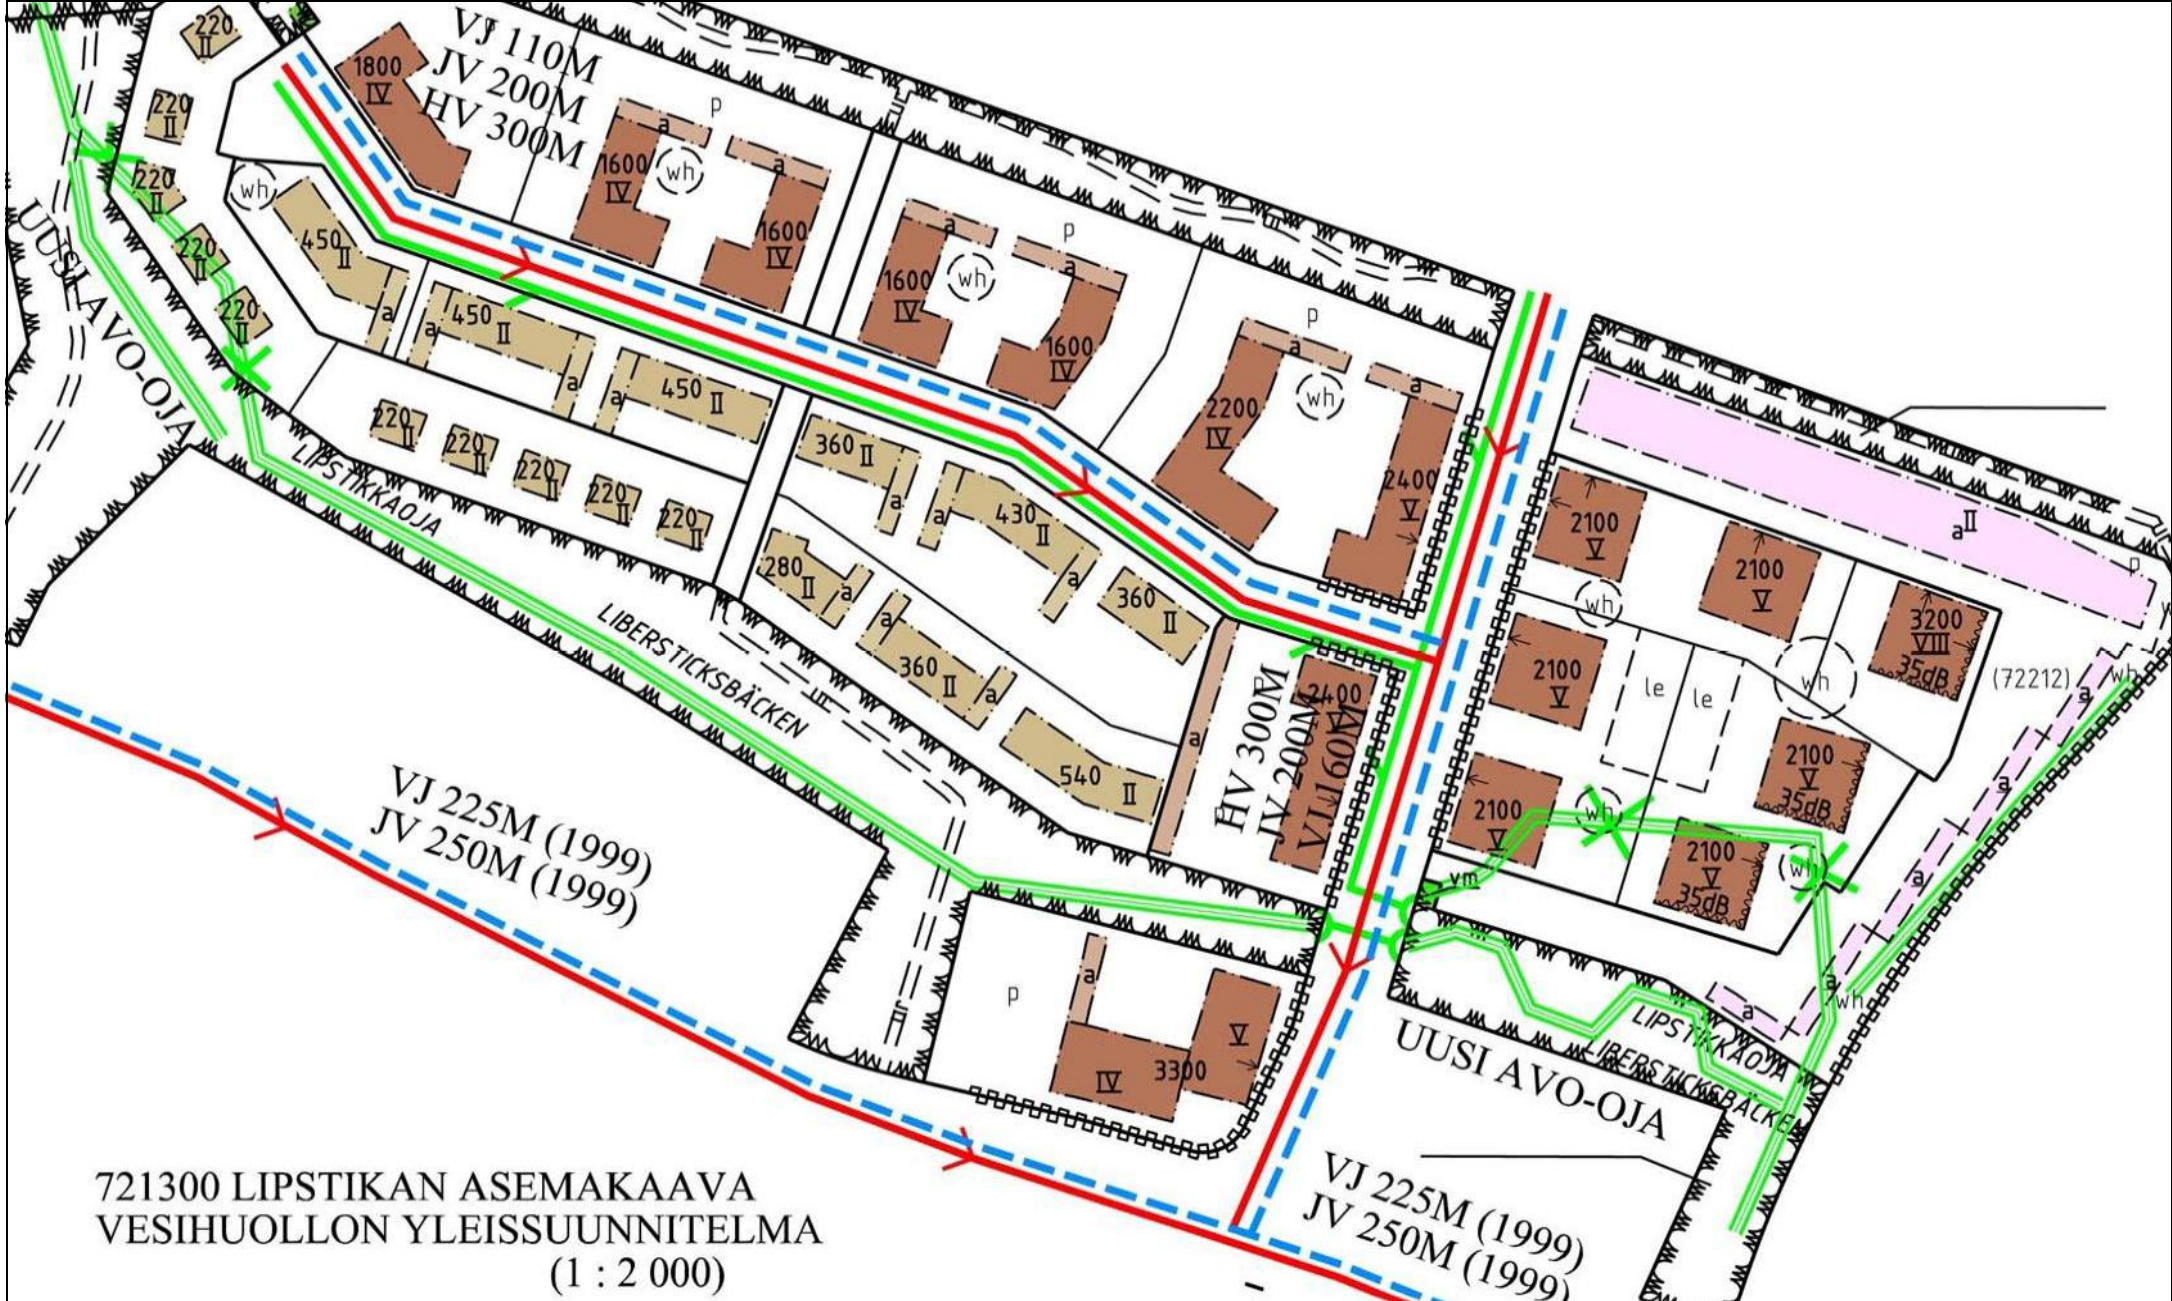 220
II
1800
IV
VJ 110M
JV 200M
HV 300M
p
220
II
a
1600
IV
wh
a
1600
IV
220
II
wh
450
II
220
II
220
II
a
a
450 II
a
a
450 II
UUSI AVO-OJA
a
p
1600
IV
wh
a
1600
IV
p
a
wh
a
2200
IV
2400
V
220
II
220
II
220
II
220
II
220
II
360 II
a
a
430
II
a
360
II
280
II
a
a
360
II
a
540 II
LIPSTIKKAOJA
LIBERSTICKSBÄCKEN
a
2400
HV 300M
JV 200M
VJ 160M
2100
V
2100
V
3200
VIII
35dB
a II
p
wh
2100
V
le
le
wh
(72212)
wh
a
2100
V
wh
2100
V
35dB
a
2100
V
35dB
wh
a
vm
a
wh
a
VJ 225M (1999)
JV 250M (1999)
p
a
IV
3300
V
UUSI AVO-OJA
LIPSTIKKAOJA
LIBERSTICKSBÄCKEN
VJ 225M (1999)
JV 250M (1999)
721300 LIPSTIKAN ASEMAKAAVA
VESIHUOLLON YLEISSUUNNITELMA
(1 : 2 000)